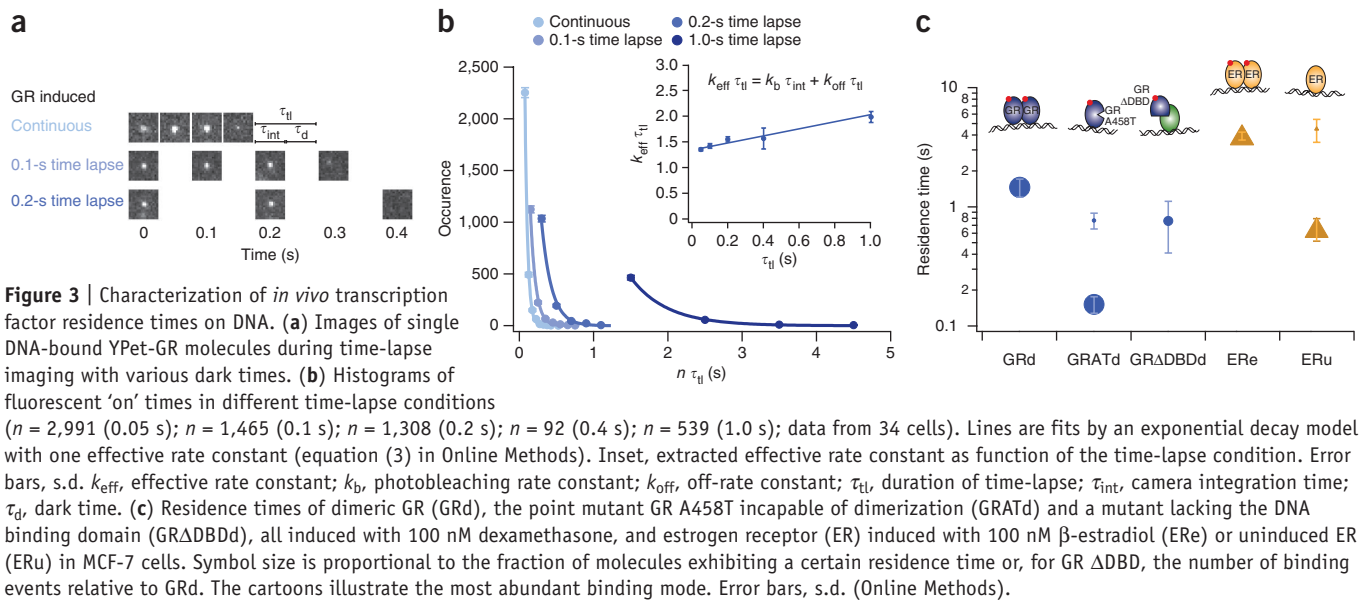 a
GR induced
Continuous
0.1-s time lapse
0.2-s time lapse
τtl
τint τd
0 0.1 0.2 0.3 0.4
Time (s)
b
Continuous 0.2-s time lapse
0.1-s time lapse 1.0-s time lapse
Occurrence
2,500
2,000
1,500
1,000
500
0
0 1 2 3 4 5
n τtl (s)
keff τtl = kb τint + koff τtl
keff τtl
3.0
2.5
2.0
1.5
1.0
0.5
0
0 0.2 0.4 0.6 0.8 1.0
τtl (s)
c
Residence time (s)
10
8
6
4
2
1
8
6
4
2
0.1
GR GR
GR
A458T
GR
ΔDBD
ER ER
ER
GRd GRATd GRΔDBDd ERe ERu
Figure 3 | Characterization of in vivo transcription
factor residence times on DNA. (a) Images of single
DNA-bound YPet-GR molecules during time-lapse
imaging with various dark times. (b) Histograms of
fluorescent ‘on’ times in different time-lapse conditions
(n = 2,991 (0.05 s); n = 1,465 (0.1 s); n = 1,308 (0.2 s); n = 92 (0.4 s); n = 539 (1.0 s); data from 34 cells). Lines are fits by an exponential decay model
with one effective rate constant (equation (3) in Online Methods). Inset, extracted effective rate constant as function of the time-lapse condition. Error
bars, s.d. keff, effective rate constant; kb, photobleaching rate constant; koff, off-rate constant; τtl, duration of time-lapse; τint, camera integration time;
τd, dark time. (c) Residence times of dimeric GR (GRd), the point mutant GR A458T incapable of dimerization (GRATd) and a mutant lacking the DNA
binding domain (GRΔDBDd), all induced with 100 nM dexamethasone, and estrogen receptor (ER) induced with 100 nM β-estradiol (ERe) or uninduced ER
(ERu) in MCF-7 cells. Symbol size is proportional to the fraction of molecules exhibiting a certain residence time or, for GR ΔDBD, the number of binding
events relative to GRd. The cartoons illustrate the most abundant binding mode. Error bars, s.d. (Online Methods).